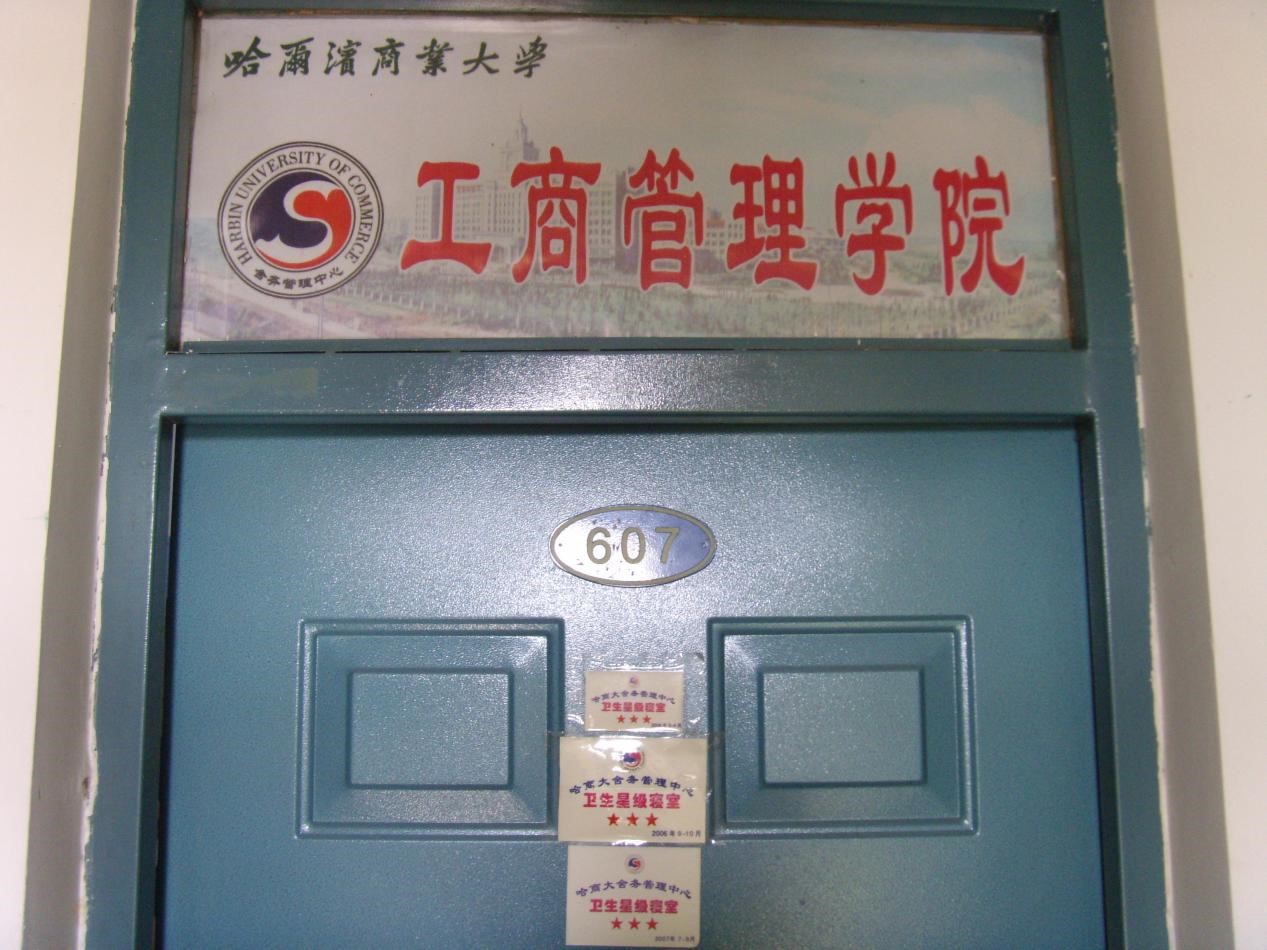 哈爾濱商業大學
HARBIN UNIVERSITY OF COMMERCE
舍务管理中心
工商管理学院
607
哈商大舍务管理中心
卫生星级寝室
★★★
哈商大舍务管理中心
卫生星级寝室
★★★
2006年9-10月
哈商大舍务管理中心
卫生星级寝室
★★★